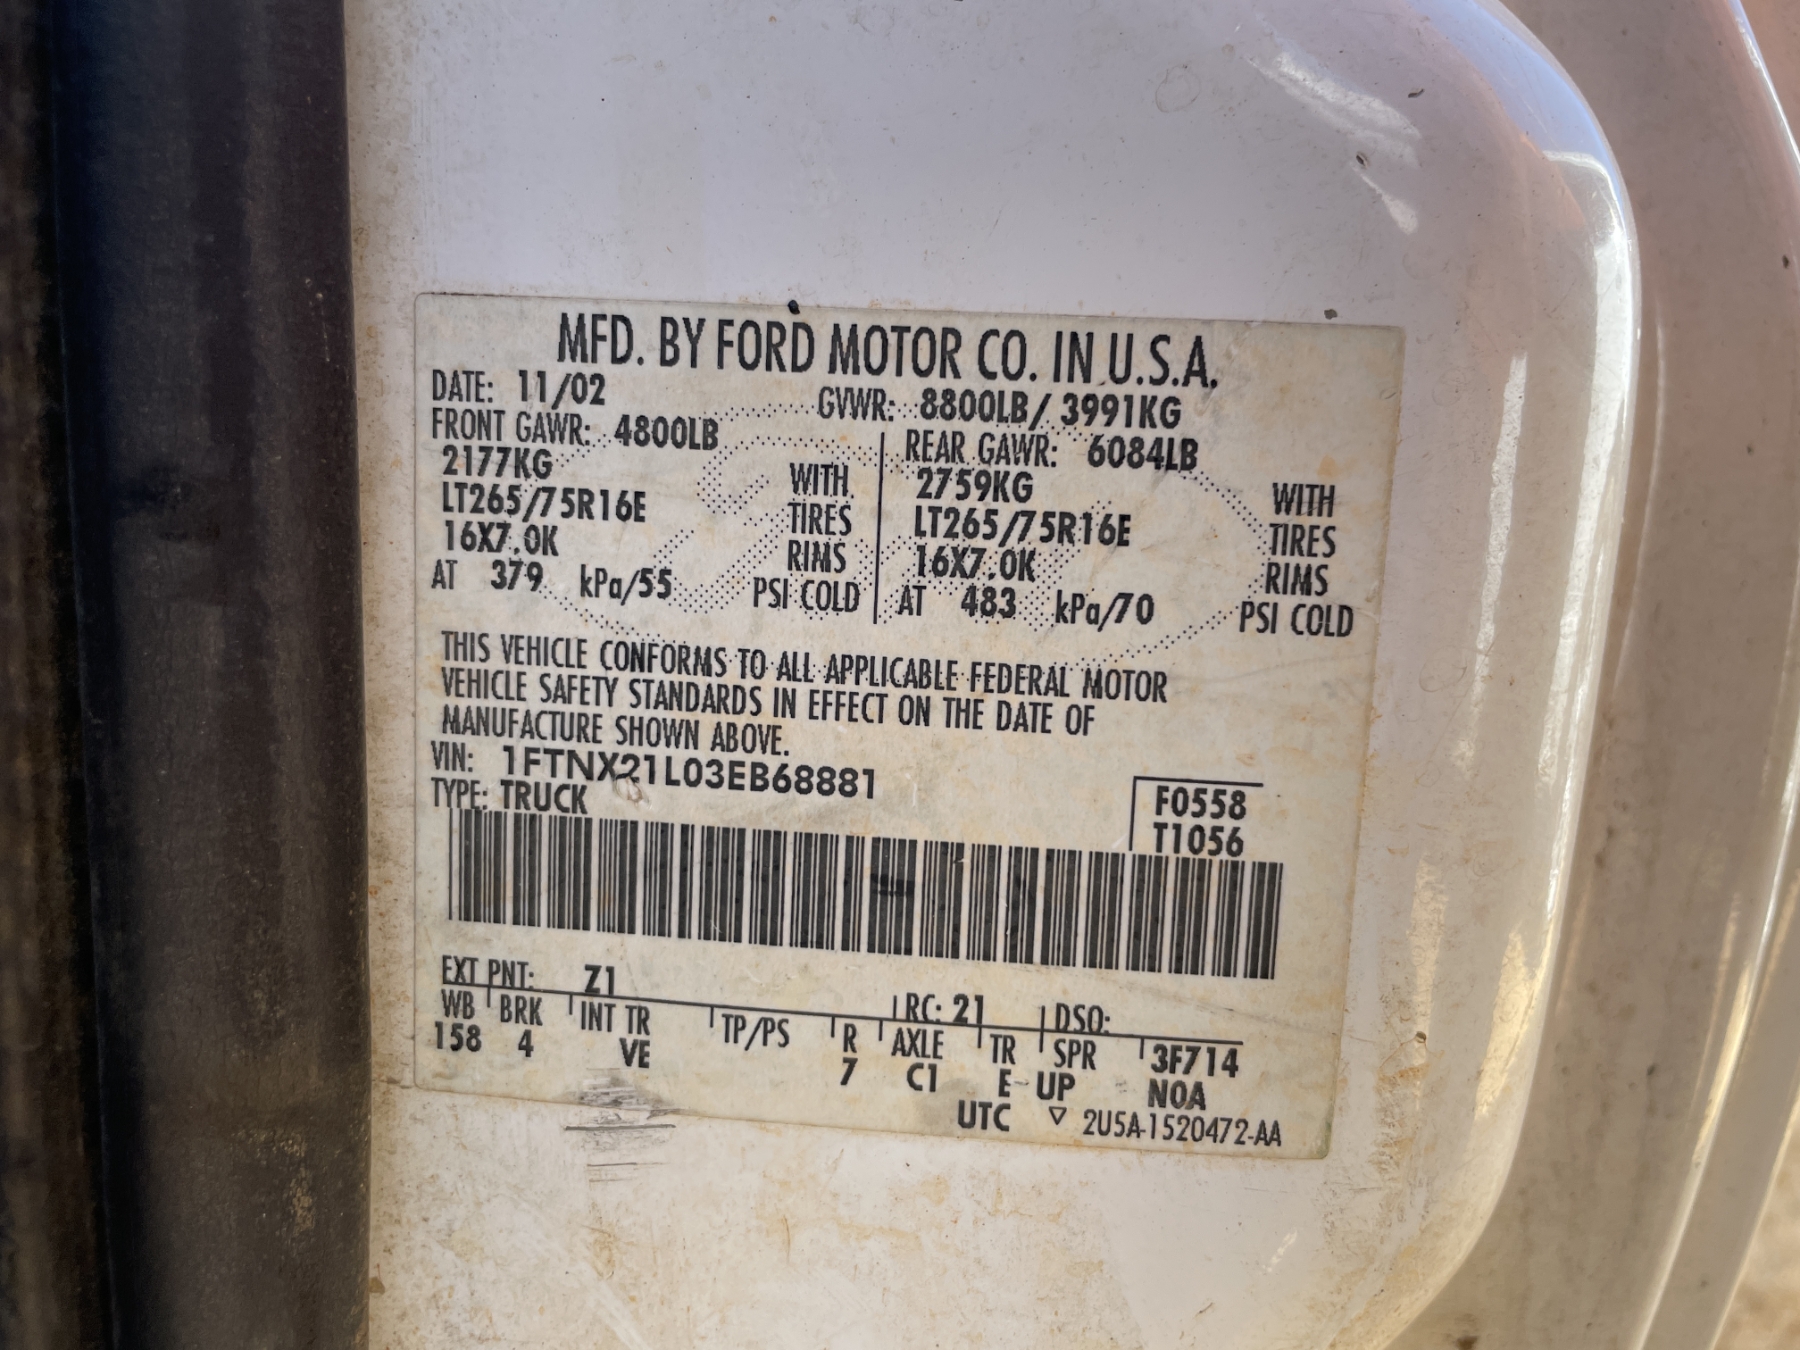 MFD. BY FORD MOTOR CO. IN U.S.A.
DATE: 11/02 GVWR: 8800LB/ 3991KG
FRONT GAWR: 4800LB REAR GAWR: 6084LB
2177KG WITH 2759KG WITH
LT265/75R16E TIRES LT265/75R16E TIRES
16X7.0K RIMS 16X7.0K RIMS
AT 379 kPa/55 PSI COLD AT 483 kPa/70 PSI COLD
THIS VEHICLE CONFORMS TO ALL APPLICABLE FEDERAL MOTOR
VEHICLE SAFETY STANDARDS IN EFFECT ON THE DATE OF
MANUFACTURE SHOWN ABOVE.
VIN: 1FTNX21L03EB68881
TYPE: TRUCK F0558
T1056
EXT PNT: Z1 RC: 21 DSO:
WB BRK INT TR TP/PS R AXLE TR SPR 3F714
158 4 VE 7 C1 E UP N0A
UTC ▽ 2U5A-1520472-AA